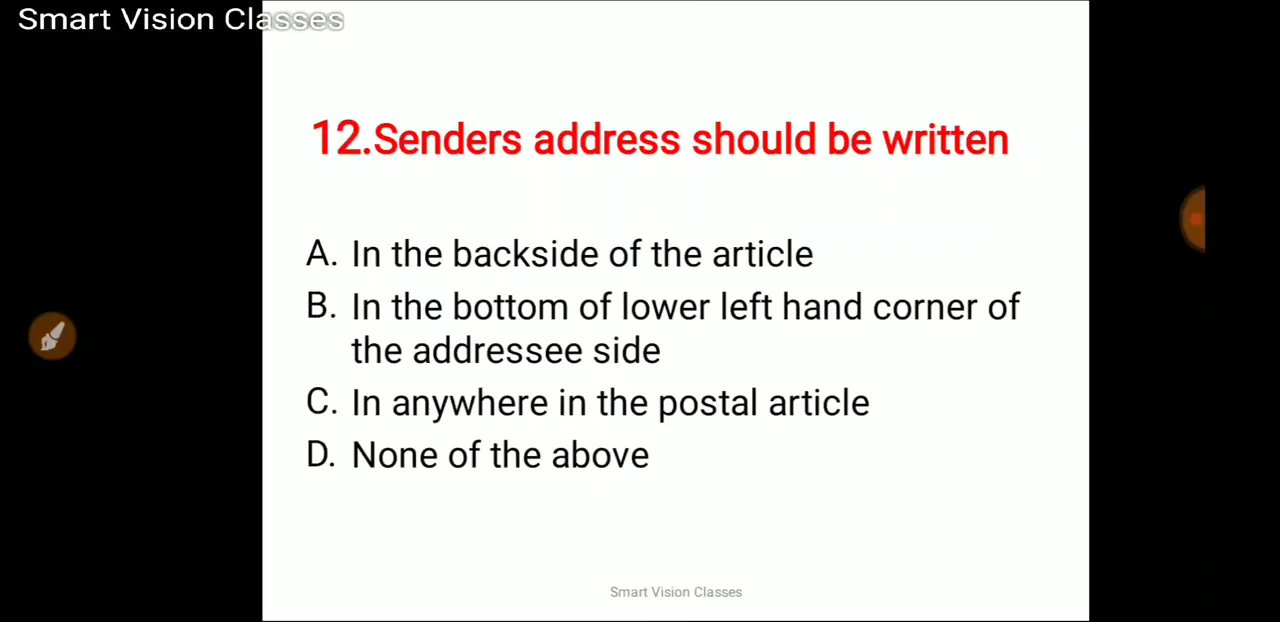 Smart Vision Classes
12.Senders address should be written
A. In the backside of the article
B. In the bottom of lower left hand corner of
the addressee side
C. In anywhere in the postal article
D. None of the above
Smart Vision Classes